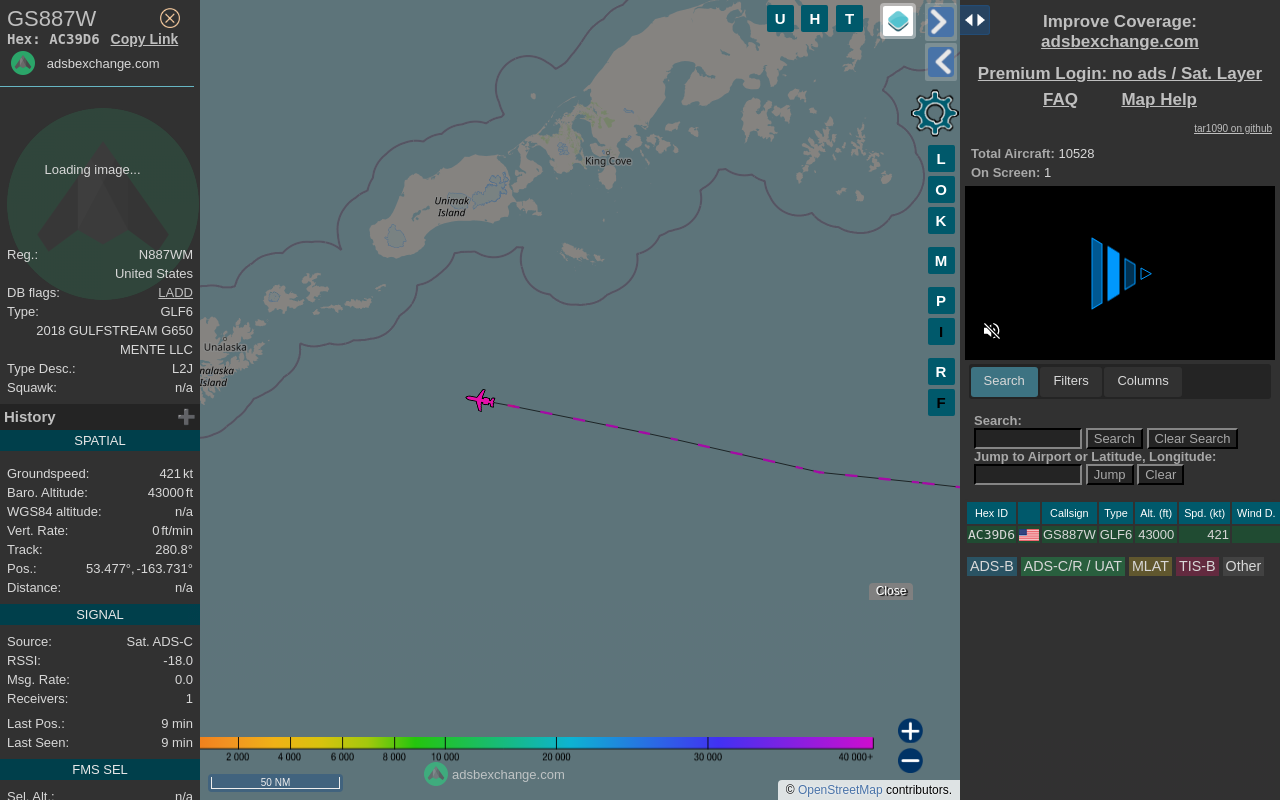 GS887W
Hex: AC39D6 Copy Link
adsbexchange.com
Loading image...
Reg.: N887WM
United States
DB flags: LADD
Type: GLF6
2018 GULFSTREAM G650
MENTE LLC
Type Desc.: L2J
Squawk: n/a
History
SPATIAL
Groundspeed: 421 kt
Baro. Altitude: 43000 ft
WGS84 altitude: n/a
Vert. Rate: 0 ft/min
Track: 280.8°
Pos.: 53.477°, -163.731°
Distance: n/a
SIGNAL
Source: Sat. ADS-C
RSSI: -18.0
Msg. Rate: 0.0
Receivers: 1
Last Pos.: 9 min
Last Seen: 9 min
FMS SEL
Sel. Alt.: n/a
King Cove
Unimak
Island
Unalaska
nalaska
Island
U H T
L
O
K
M
P
I
R
F
Close
2 000 4 000 6 000 8 000 10 000 20 000 30 000 40 000+
50 NM
adsbexchange.com
© OpenStreetMap contributors.
Improve Coverage:
adsbexchange.com
Premium Login: no ads / Sat. Layer
FAQ Map Help
tar1090 on github
Total Aircraft: 10528
On Screen: 1
Search Filters Columns
Search:
Search Clear Search
Jump to Airport or Latitude, Longitude:
Jump Clear
Hex ID Callsign Type Alt. (ft) Spd. (kt) Wind D.
AC39D6 GS887W GLF6 43000 421
ADS-B ADS-C/R / UAT MLAT TIS-B Other